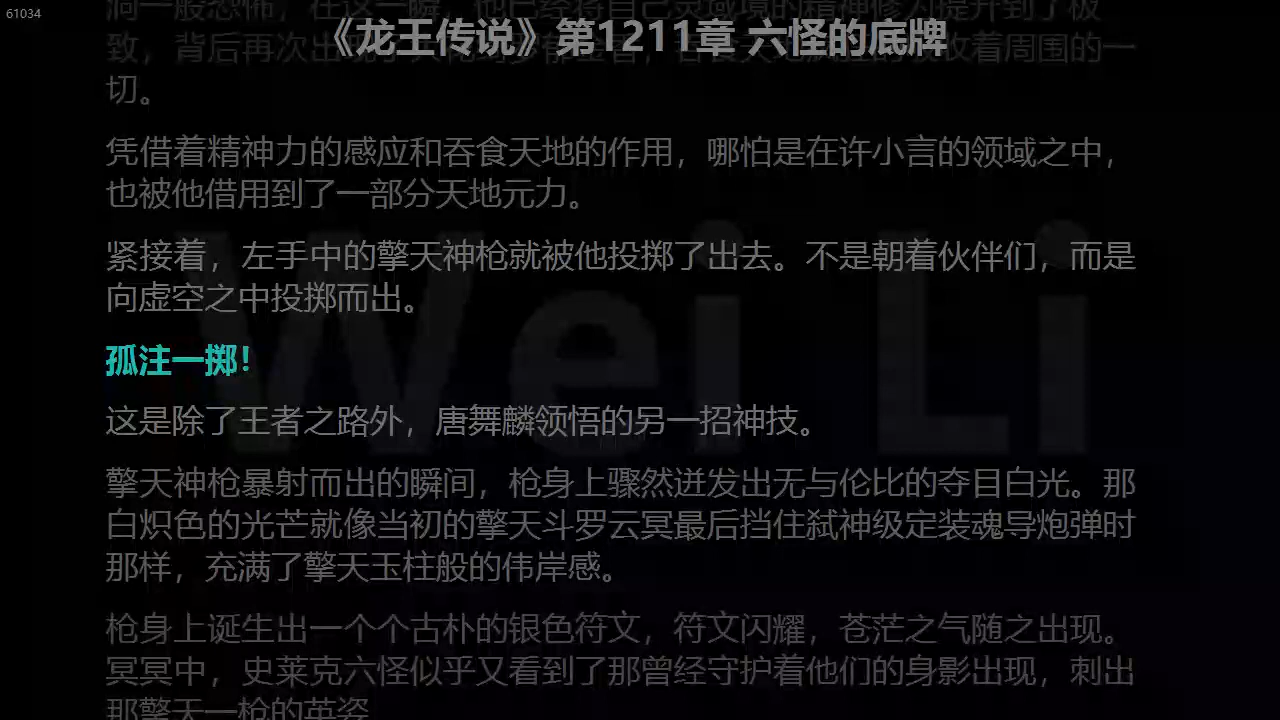 61034
《龙王传说》第1211章 六怪的底牌
切。
凭借着精神力的感应和吞食天地的作用，哪怕是在许小言的领域之中，
也被他借用到了一部分天地元力。
紧接着，左手中的擎天神枪就被他投掷了出去。不是朝着伙伴们，而是
向虚空之中投掷而出。
孤注一掷！
这是除了王者之路外，唐舞麟领悟的另一招神技。
擎天神枪暴射而出的瞬间，枪身上骤然迸发出无与伦比的夺目白光。那
白炽色的光芒就像当初的擎天斗罗云冥最后挡住弑神级定装魂导炮弹时
那样，充满了擎天玉柱般的伟岸感。
枪身上诞生出一个个古朴的银色符文，符文闪耀，苍茫之气随之出现。
冥冥中，史莱克六怪似乎又看到了那曾经守护着他们的身影出现，刺出
那擎天一枪的英姿
Wei Li